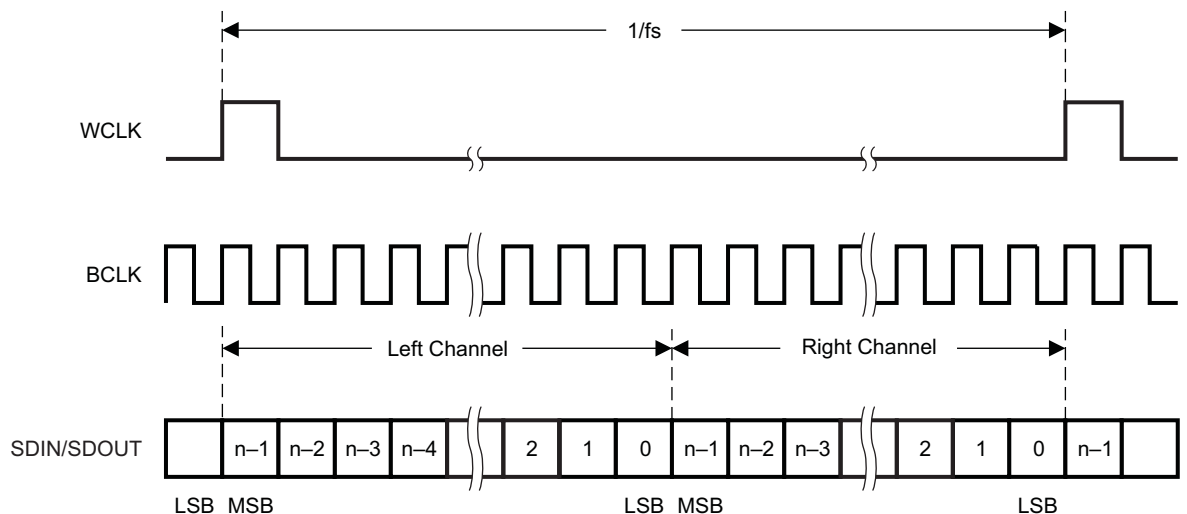 1/fs
WCLK
BCLK
Left Channel Right Channel
SDIN/SDOUT n–1 n–2 n–3 n–4 2 1 0 n–1 n–2 n–3 2 1 0 n–1
LSB MSB LSB MSB LSB